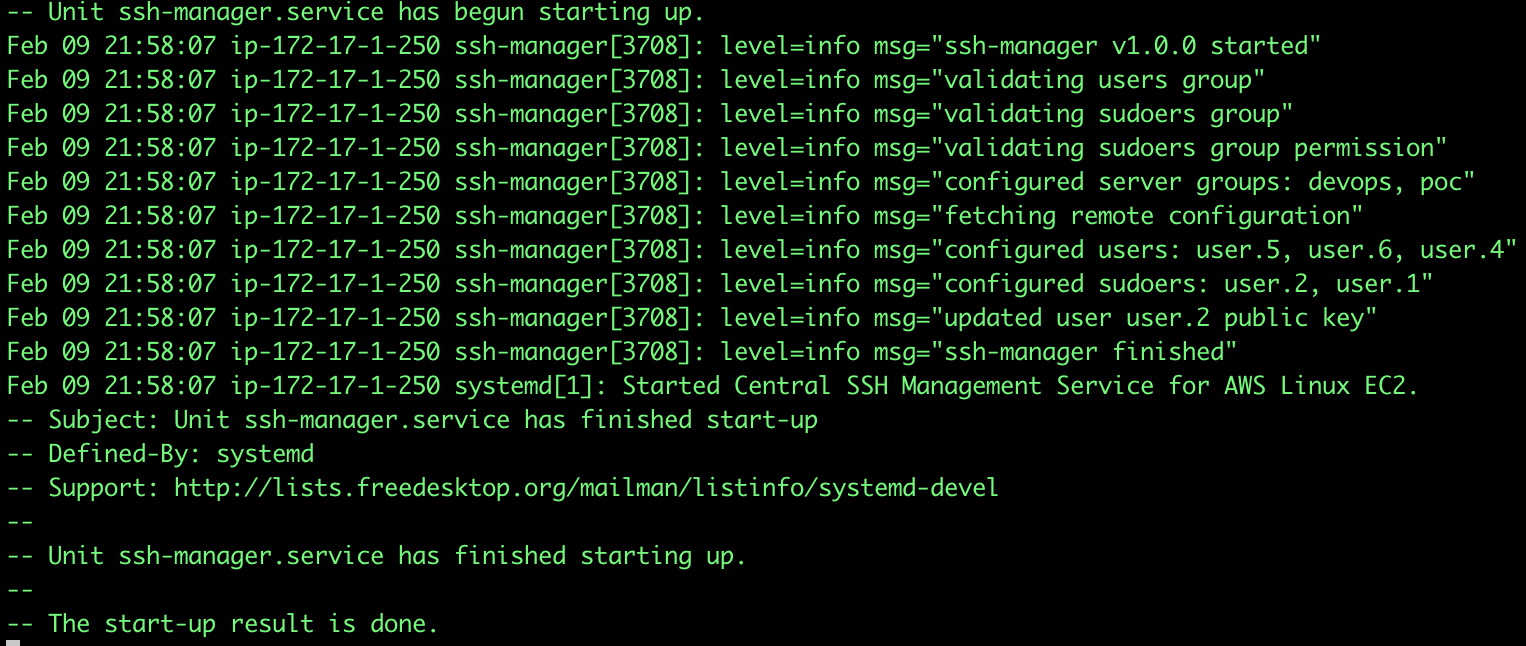 -- Unit ssh-manager.service has begun starting up.
Feb 09 21:58:07 ip-172-17-1-250 ssh-manager[3708]: level=info msg="ssh-manager v1.0.0 started"
Feb 09 21:58:07 ip-172-17-1-250 ssh-manager[3708]: level=info msg="validating users group"
Feb 09 21:58:07 ip-172-17-1-250 ssh-manager[3708]: level=info msg="validating sudoers group"
Feb 09 21:58:07 ip-172-17-1-250 ssh-manager[3708]: level=info msg="validating sudoers group permission"
Feb 09 21:58:07 ip-172-17-1-250 ssh-manager[3708]: level=info msg="configured server groups: devops, poc"
Feb 09 21:58:07 ip-172-17-1-250 ssh-manager[3708]: level=info msg="fetching remote configuration"
Feb 09 21:58:07 ip-172-17-1-250 ssh-manager[3708]: level=info msg="configured users: user.5, user.6, user.4"
Feb 09 21:58:07 ip-172-17-1-250 ssh-manager[3708]: level=info msg="configured sudoers: user.2, user.1"
Feb 09 21:58:07 ip-172-17-1-250 ssh-manager[3708]: level=info msg="updated user user.2 public key"
Feb 09 21:58:07 ip-172-17-1-250 ssh-manager[3708]: level=info msg="ssh-manager finished"
Feb 09 21:58:07 ip-172-17-1-250 systemd[1]: Started Central SSH Management Service for AWS Linux EC2.
-- Subject: Unit ssh-manager.service has finished start-up
-- Defined-By: systemd
-- Support: http://lists.freedesktop.org/mailman/listinfo/systemd-devel
--
-- Unit ssh-manager.service has finished starting up.
--
-- The start-up result is done.